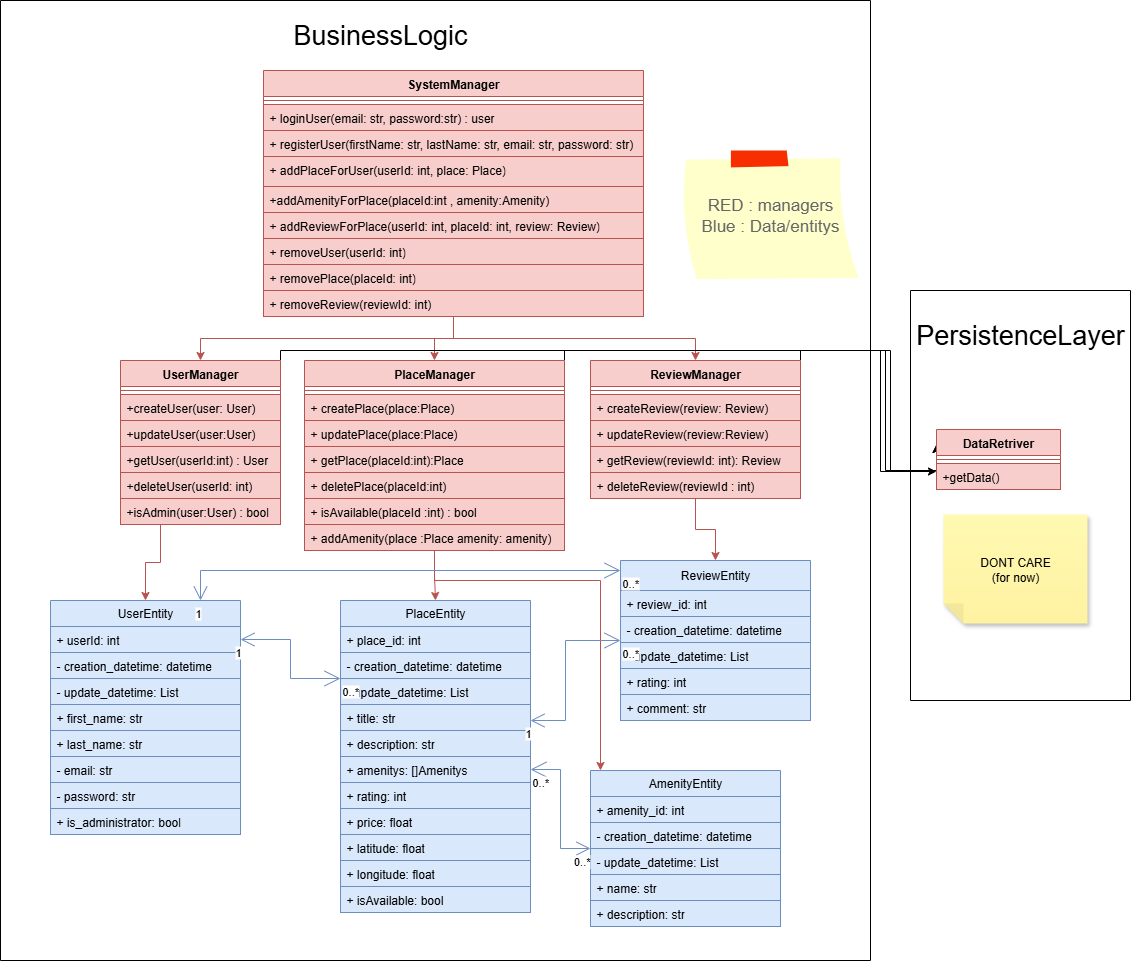 BusinessLogic
SystemManager
+ loginUser(email: str, password:str) : user
+ registerUser(firstName: str, lastName: str, email: str, password: str)
+ addPlaceForUser(userId: int, place: Place)
+addAmenityForPlace(placeId:int , amenity:Amenity)
+ addReviewForPlace(userId: int, placeId: int, review: Review)
+ removeUser(userId: int)
+ removePlace(placeId: int)
+ removeReview(reviewId: int)
RED : managers
Blue : Data/entitys
UserManager
+createUser(user: User)
+updateUser(user:User)
+getUser(userId:int) : User
+deleteUser(userId: int)
+isAdmin(user:User) : bool
PlaceManager
+ createPlace(place:Place)
+ updatePlace(place:Place)
+ getPlace(placeId:int):Place
+ deletePlace(placeId:int)
+ isAvailable(placeId :int) : bool
+ addAmenity(place :Place amenity: amenity)
ReviewManager
+ createReview(review: Review)
+ updateReview(review:Review)
+ getReview(reviewId: int): Review
+ deleteReview(reviewId : int)
UserEntity
1
+ userId: int
1
- creation_datetime: datetime
- update_datetime: List
+ first_name: str
+ last_name: str
- email: str
- password: str
+ is_administrator: bool
PlaceEntity
+ place_id: int
- creation_datetime: datetime
0..*
pdate_datetime: List
+ title: str
1
+ description: str
+ amenitys: []Amenitys
0..*
+ rating: int
+ price: float
+ latitude: float
+ longitude: float
+ isAvailable: bool
ReviewEntity
0..*
+ review_id: int
- creation_datetime: datetime
0..*
pdate_datetime: List
+ rating: int
+ comment: str
AmenityEntity
+ amenity_id: int
- creation_datetime: datetime
0..*
- update_datetime: List
+ name: str
+ description: str
PersistenceLayer
DataRetriver
+getData()
DONT CARE
(for now)